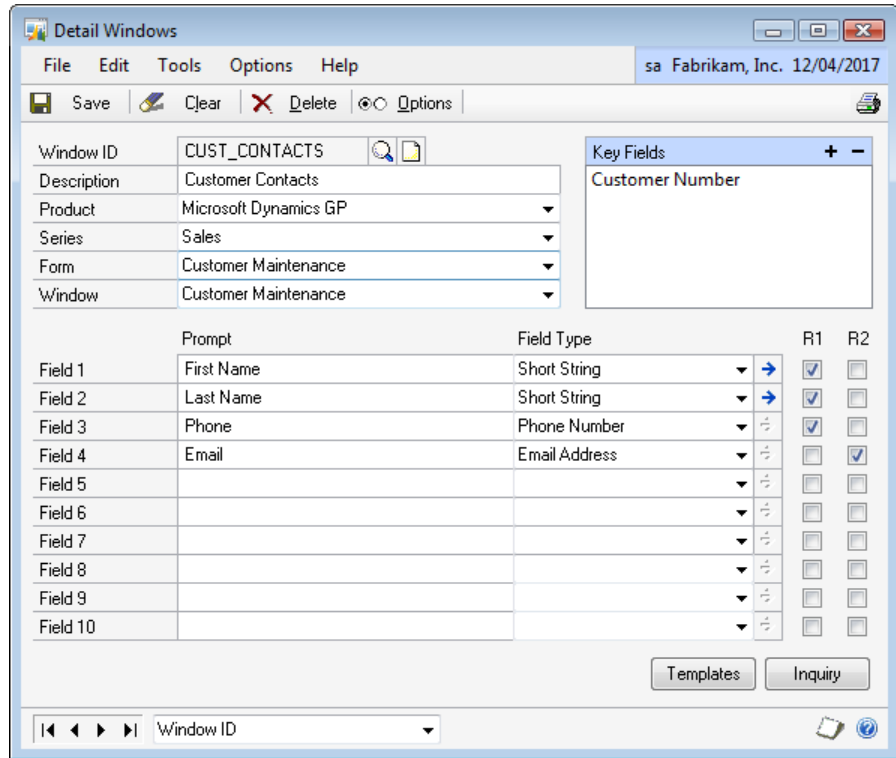 Detail Windows
File Edit Tools Options Help sa Fabrikam, Inc. 12/04/2017
Save Clear Delete Options
Window ID CUST_CONTACTS Key Fields
Description Customer Contacts Customer Number
Product Microsoft Dynamics GP
Series Sales
Form Customer Maintenance
Window Customer Maintenance
Prompt Field Type R1 R2
Field 1 First Name Short String
Field 2 Last Name Short String
Field 3 Phone Phone Number
Field 4 Email Email Address
Field 5
Field 6
Field 7
Field 8
Field 9
Field 10
Templates Inquiry
Window ID